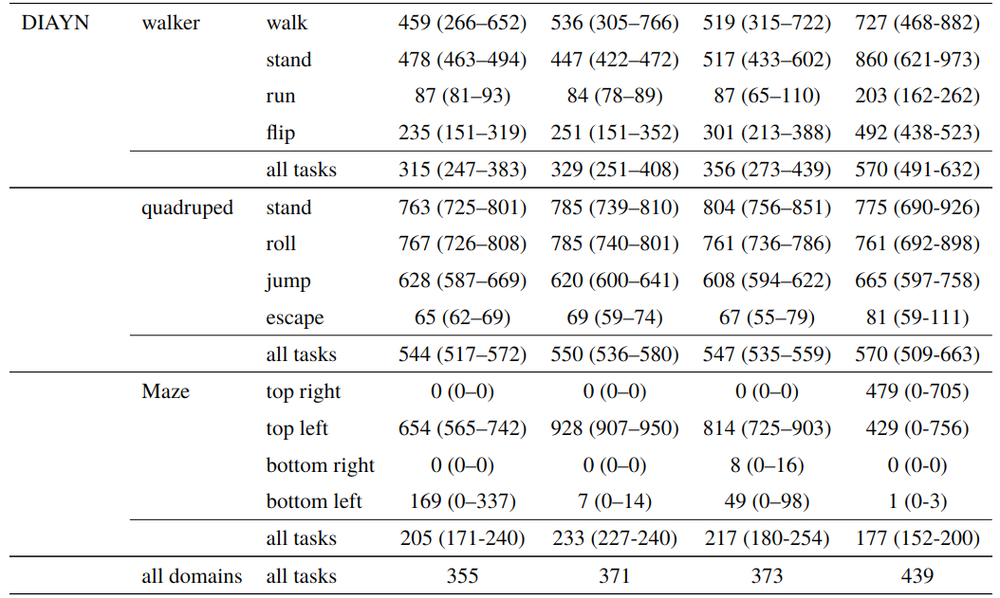 DIAYN walker walk 459 (266–652) 536 (305–766) 519 (315–722) 727 (468-882)
stand 478 (463–494) 447 (422–472) 517 (433–602) 860 (621-973)
run 87 (81–93) 84 (78–89) 87 (65–110) 203 (162-262)
flip 235 (151–319) 251 (151–352) 301 (213–388) 492 (438-523)
all tasks 315 (247–383) 329 (251–408) 356 (273–439) 570 (491-632)
quadruped stand 763 (725–801) 785 (739–810) 804 (756–851) 775 (690-926)
roll 767 (726–808) 785 (740–801) 761 (736–786) 761 (692-898)
jump 628 (587–669) 620 (600–641) 608 (594–622) 665 (597-758)
escape 65 (62–69) 69 (59–74) 67 (55–79) 81 (59-111)
all tasks 544 (517–572) 550 (536–580) 547 (535–559) 570 (509-663)
Maze top right 0 (0–0) 0 (0–0) 0 (0–0) 479 (0-705)
top left 654 (565–742) 928 (907–950) 814 (725–903) 429 (0-756)
bottom right 0 (0–0) 0 (0–0) 8 (0–16) 0 (0-0)
bottom left 169 (0–337) 7 (0–14) 49 (0–98) 1 (0-3)
all tasks 205 (171-240) 233 (227-240) 217 (180-254) 177 (152-200)
all domains all tasks 355 371 373 439